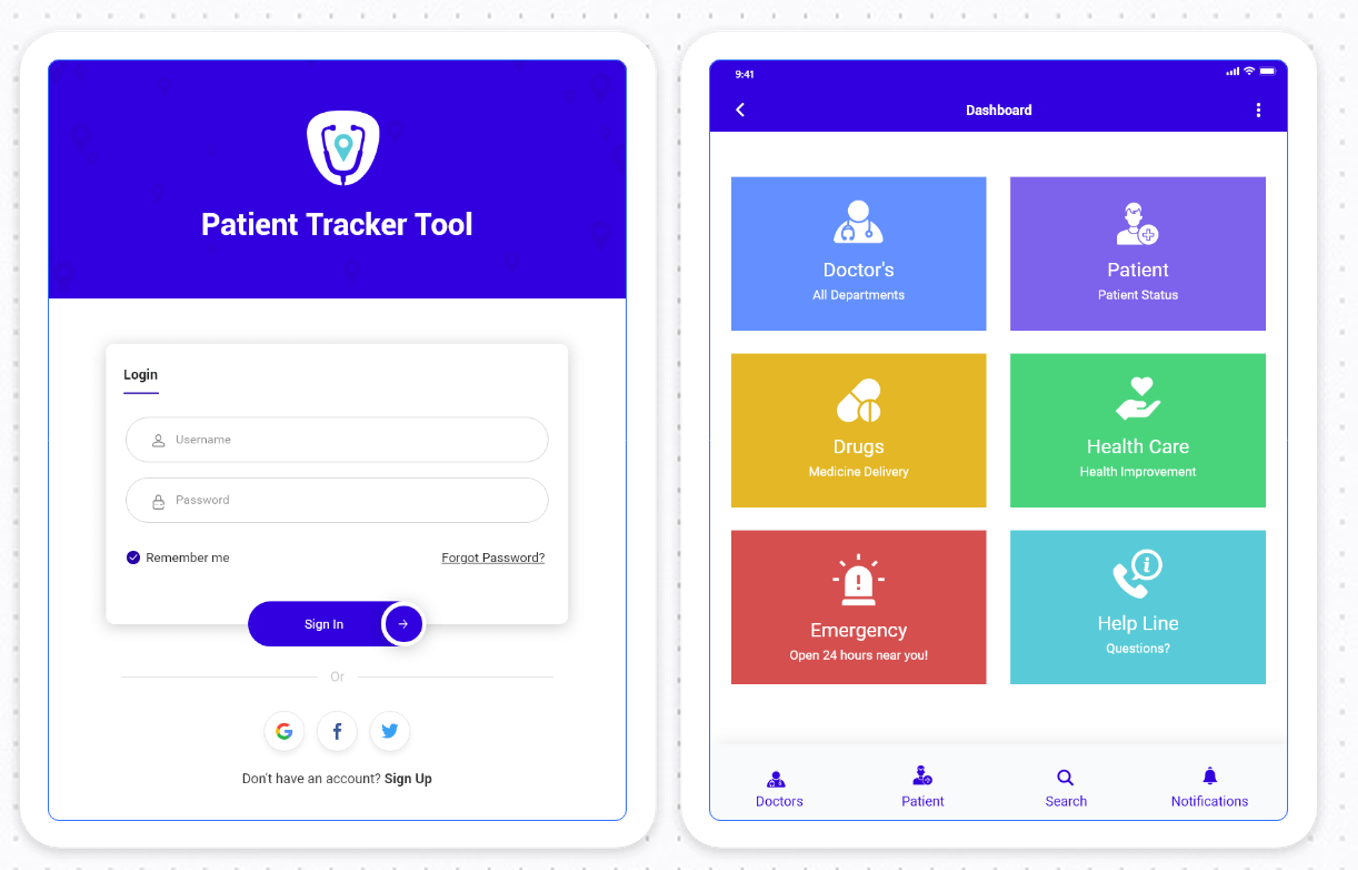 Patient Tracker Tool
Login
Username
Password
Remember me
Forgot Password?
Sign In
Or
Don't have an account? Sign Up
9:41
Dashboard
Doctor's
All Departments
Patient
Patient Status
Drugs
Medicine Delivery
Health Care
Health Improvement
Emergency
Open 24 hours near you!
Help Line
Questions?
Doctors
Patient
Search
Notifications